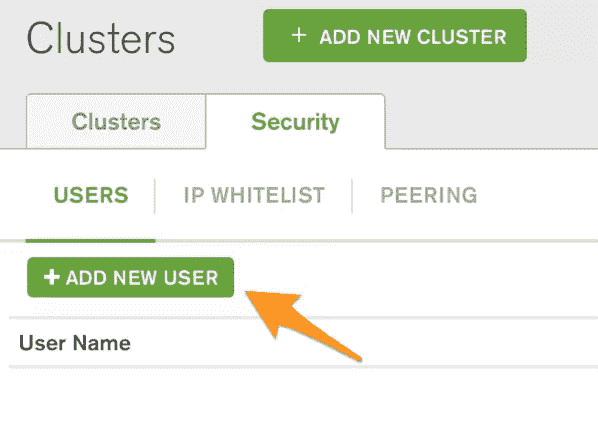 Clusters
+ ADD NEW CLUSTER
Clusters
Security
USERS
IP WHITELIST
PEERING
+ ADD NEW USER
User Name